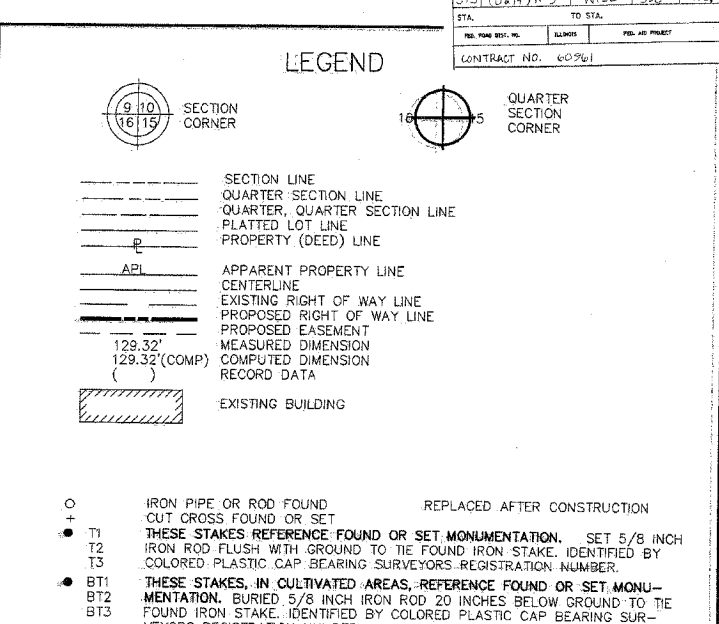 STA. TO STA.
FED. ROAD DIST. NO. ILLINOIS FED. AID PROJECT
CONTRACT NO. 60961
LEGEND
9 10
16 15
SECTION
CORNER
16 15
QUARTER
SECTION
CORNER
SECTION LINE
QUARTER SECTION LINE
QUARTER, QUARTER SECTION LINE
PLATTED LOT LINE
PROPERTY (DEED) LINE
APL APPARENT PROPERTY LINE
CENTERLINE
EXISTING RIGHT OF WAY LINE
PROPOSED RIGHT OF WAY LINE
PROPOSED EASEMENT
129.32' MEASURED DIMENSION
129.32'(COMP) COMPUTED DIMENSION
( ) RECORD DATA
EXISTING BUILDING
IRON PIPE OR ROD FOUND REPLACED AFTER CONSTRUCTION
+ CUT CROSS FOUND OR SET
T1 THESE STAKES REFERENCE FOUND OR SET MONUMENTATION. SET 5/8 INCH
T2 IRON ROD FLUSH WITH GROUND TO TIE FOUND IRON STAKE. IDENTIFIED BY
T3 COLORED PLASTIC CAP BEARING SURVEYORS REGISTRATION NUMBER.
BT1 THESE STAKES, IN CULTIVATED AREAS, REFERENCE FOUND OR SET MONU-
BT2 MENTATION. BURIED 5/8 INCH IRON ROD 20 INCHES BELOW GROUND TO TIE
BT3 FOUND IRON STAKE. IDENTIFIED BY COLORED PLASTIC CAP BEARING SUR-